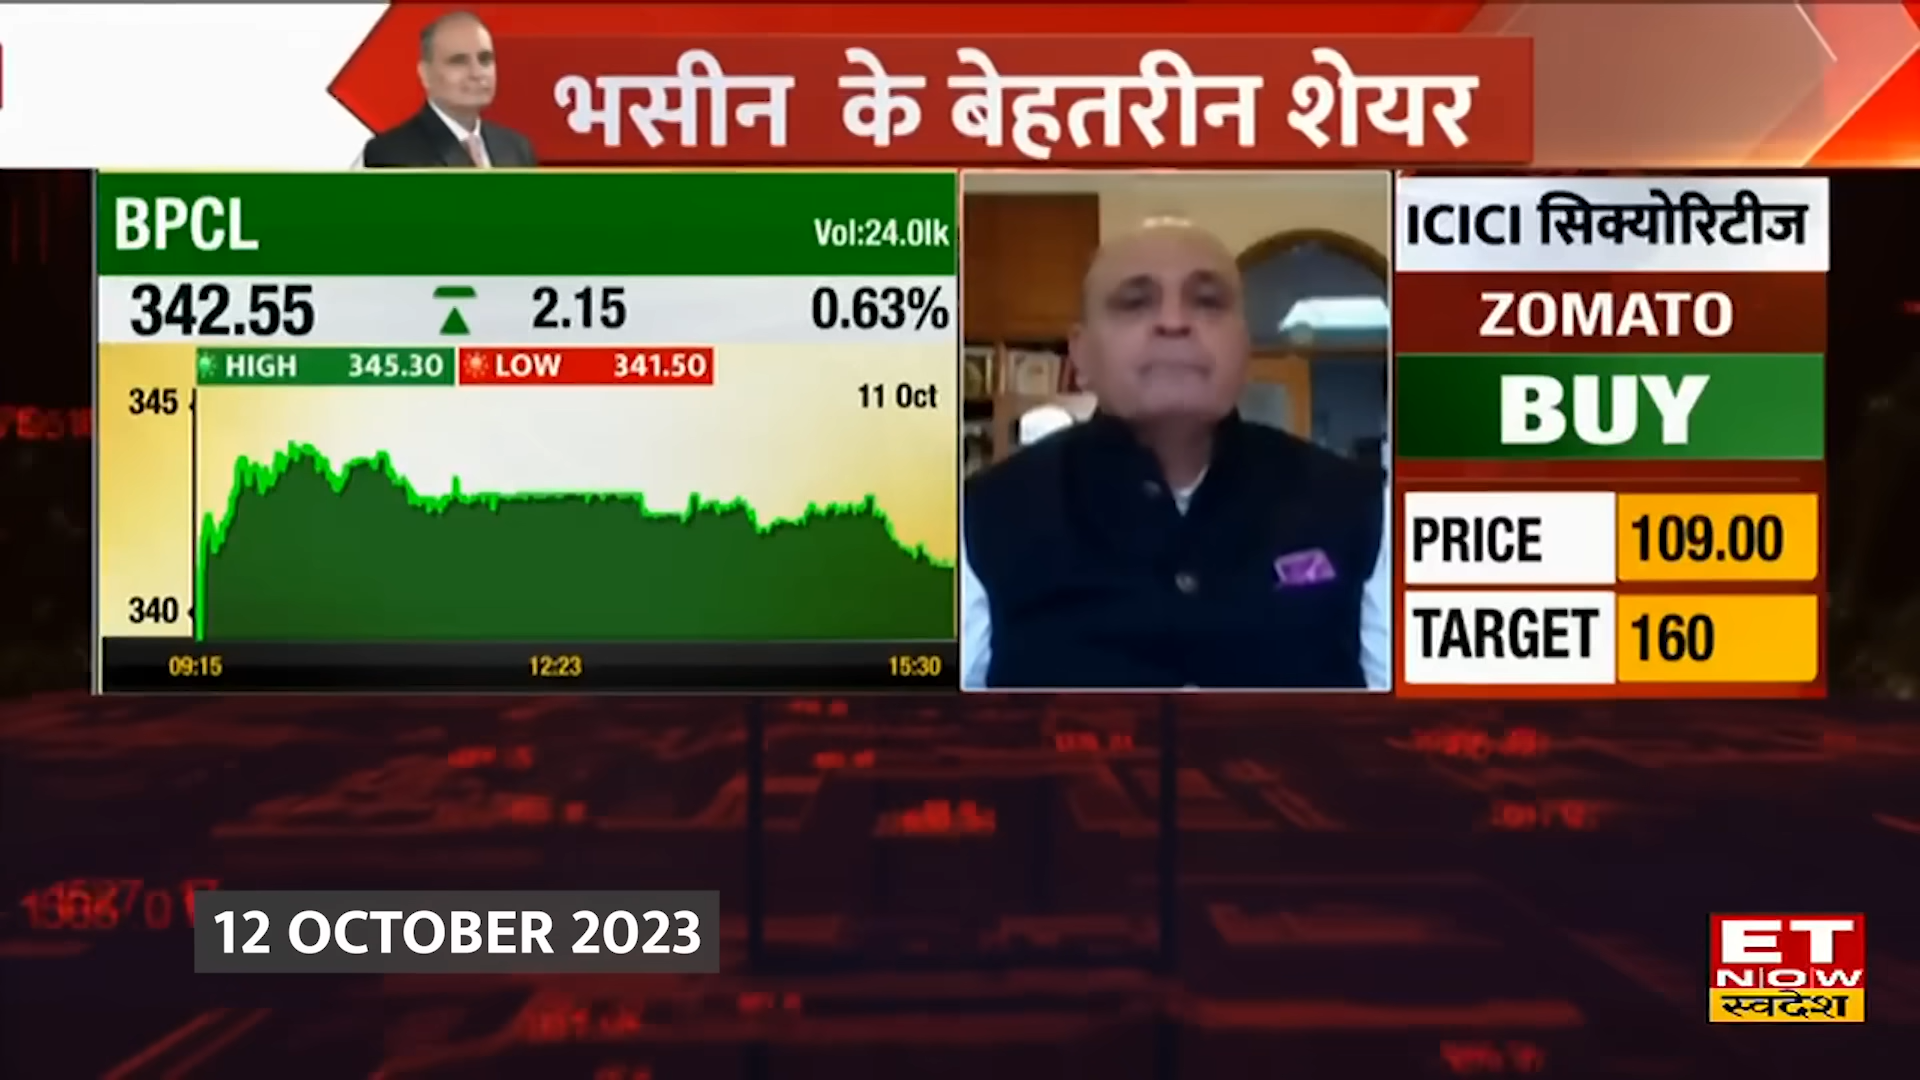 भसीन के बेहतरीन शेयर
BPCL
Vol:24.0lk
342.55 2.15 0.63%
HIGH 345.30 LOW 341.50
11 Oct
345
340
09:15 12:23 15:30
ICICI सिक्योरिटीज
ZOMATO
BUY
PRICE 109.00
TARGET 160
12 OCTOBER 2023
ET
NOW
स्वदेश